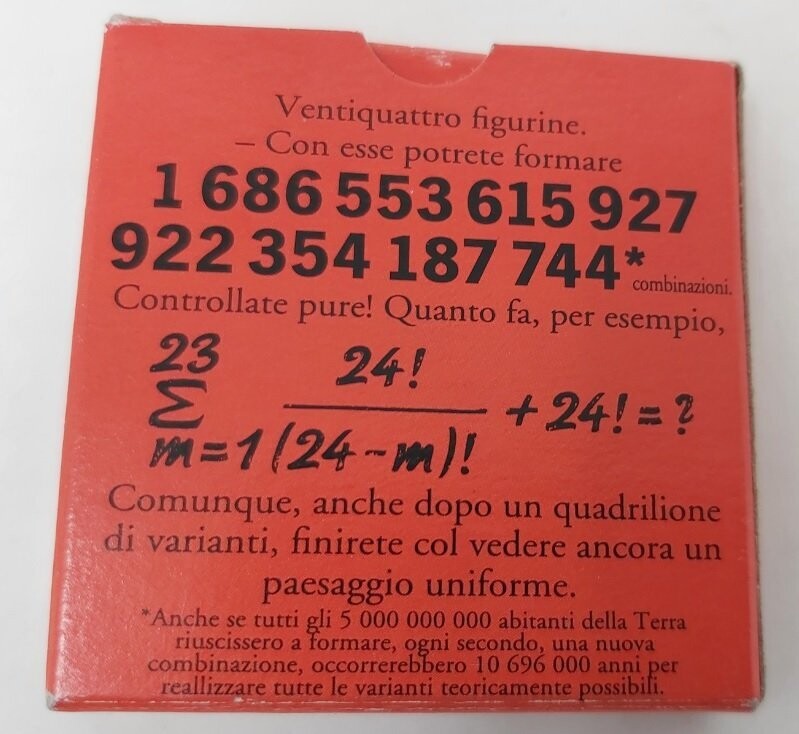 Ventiquattro figurine.
– Con esse potrete formare
1 686 553 615 927
922 354 187 744*
combinazioni.
Controllate pure! Quanto fa, per esempio,
23
Σ 24! / (24-m)! + 24! = ?
m=1
Comunque, anche dopo un quadrilione
di varianti, finirete col vedere ancora un
paesaggio uniforme.
*Anche se tutti gli 5 000 000 000 abitanti della Terra
riuscissero a formare, ogni secondo, una nuova
combinazione, occorrerebbero 10 696 000 anni per
reallizzare tutte le varianti teoricamente possibili.